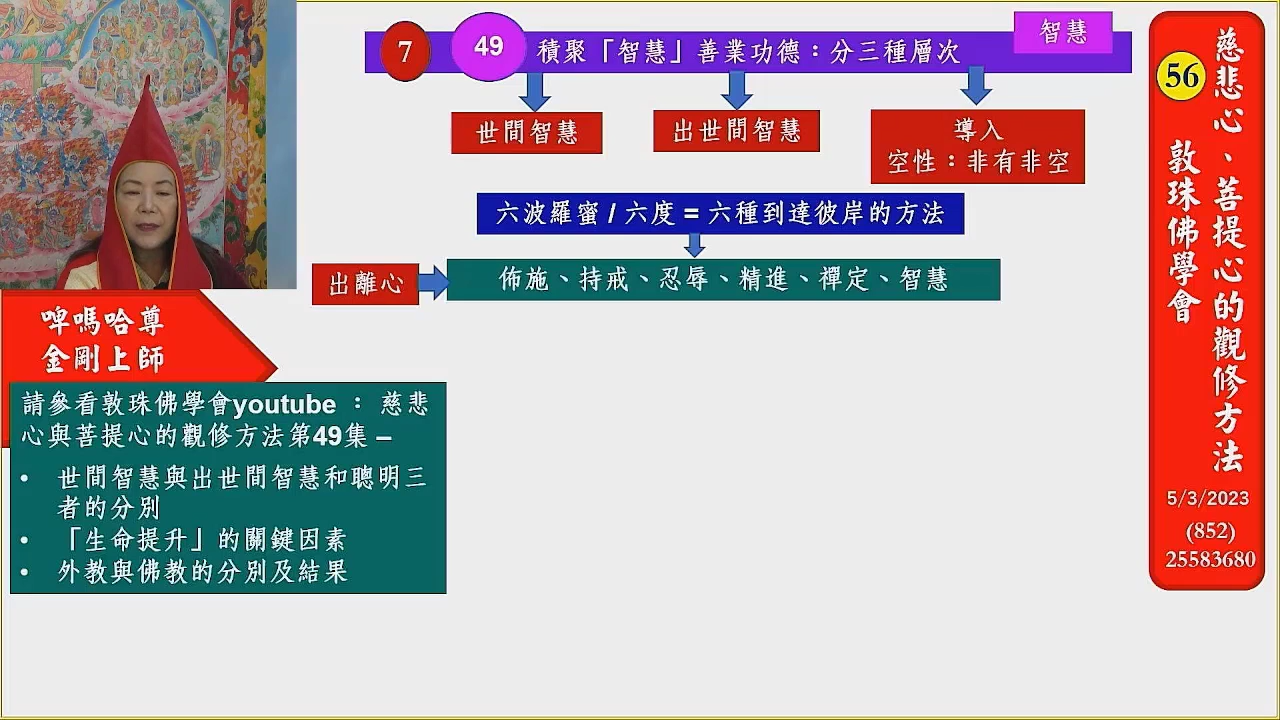 7
49
積聚「智慧」善業功德：分三種層次
智慧
世間智慧
出世間智慧
導入
空性：非有非空
六波羅蜜 / 六度 = 六種到達彼岸的方法
出離心
佈施、持戒、忍辱、精進、禪定、智慧
啤嗎哈尊
金剛上師
請參看敦珠佛學會youtube ： 慈悲
心與菩提心的觀修方法第49集 –
• 世間智慧與出世間智慧和聰明三
者的分別
• 「生命提升」的關鍵因素
• 外教與佛教的分別及結果
慈悲心、菩提心的觀修方法
56
敦珠佛學會
5/3/2023
(852)
25583680